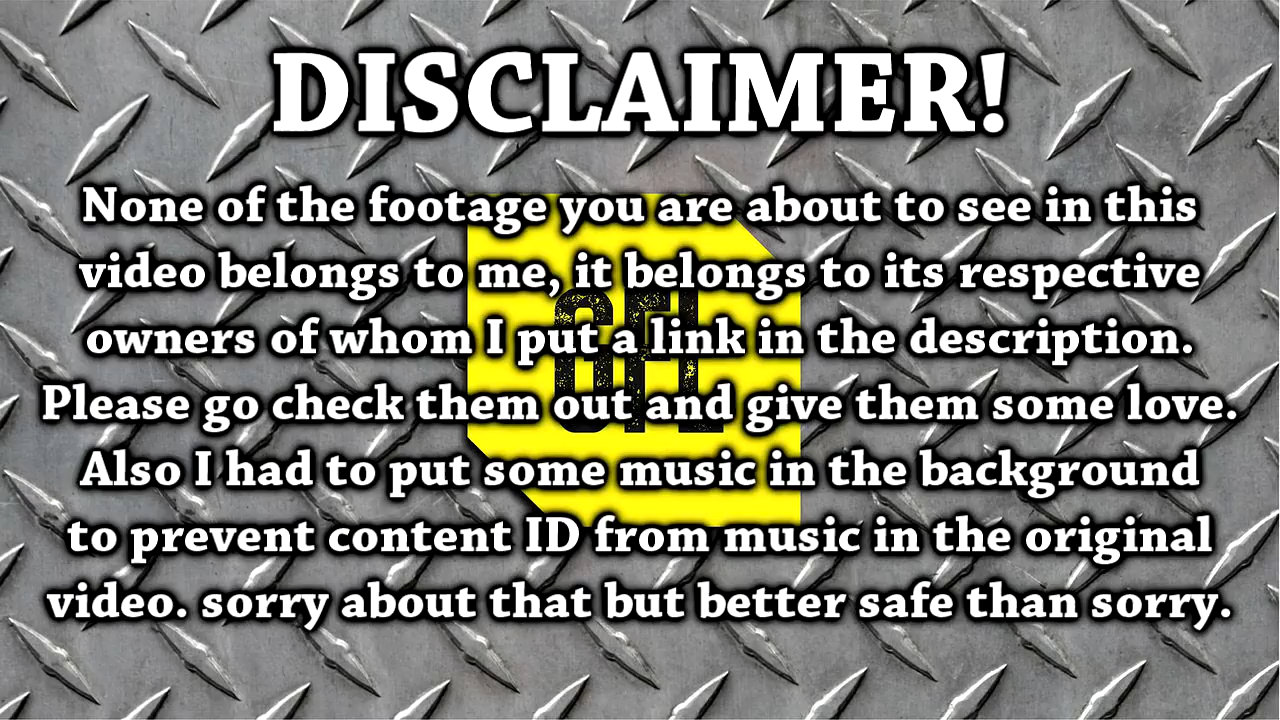 DISCLAIMER!
None of the footage you are about to see in this
video belongs to me, it belongs to its respective
owners of whom I put a link in the description.
Please go check them out and give them some love.
Also I had to put some music in the background
to prevent content ID from music in the original
video. sorry about that but better safe than sorry.
GFL